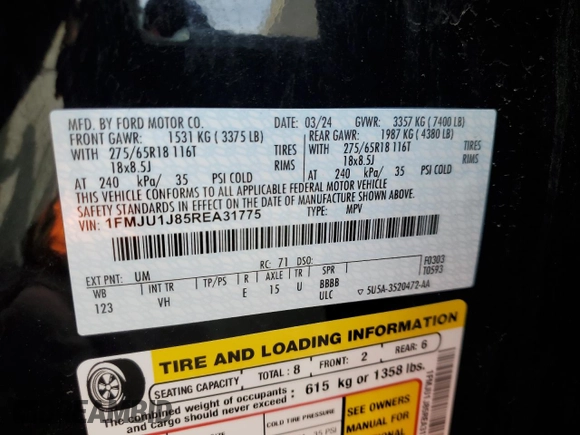 MFD. BY FORD MOTOR CO.
DATE: 03/24 GVWR: 3357 KG (7400 LB)
FRONT GAWR: 1531 KG (3375 LB) REAR GAWR: 1987 KG (4380 LB)
WITH 275/65R18 116T TIRES WITH 275/65R18 116T TIRES
18x8.5J RIMS 18x8.5J RIMS
AT 240 kPa/ 35 PSI COLD AT 240 kPa/ 35 PSI COLD
THIS VEHICLE CONFORMS TO ALL APPLICABLE FEDERAL MOTOR VEHICLE
SAFETY STANDARDS IN EFFECT ON THE DATE OF MANUFACTURE SHOWN ABOVE.
VIN: 1FMJU1J85REA31775 TYPE: MPV
EXT PNT: UM RC: 71 DSO: F0303
WB INT TR TP/PS R AXLE TR SPR T0593
123 VH E 15 U BBBB
ULC 5U5A-3520472-AA
TIRE AND LOADING INFORMATION
SEATING CAPACITY TOTAL: 8 FRONT: 2 REAR: 6
The combined weight of occupants and cargo should never exceed: 615 kg or 1358 lbs.
COLD TIRE PRESSURE
35 PSI
SEE OWNERS
MANUAL FOR